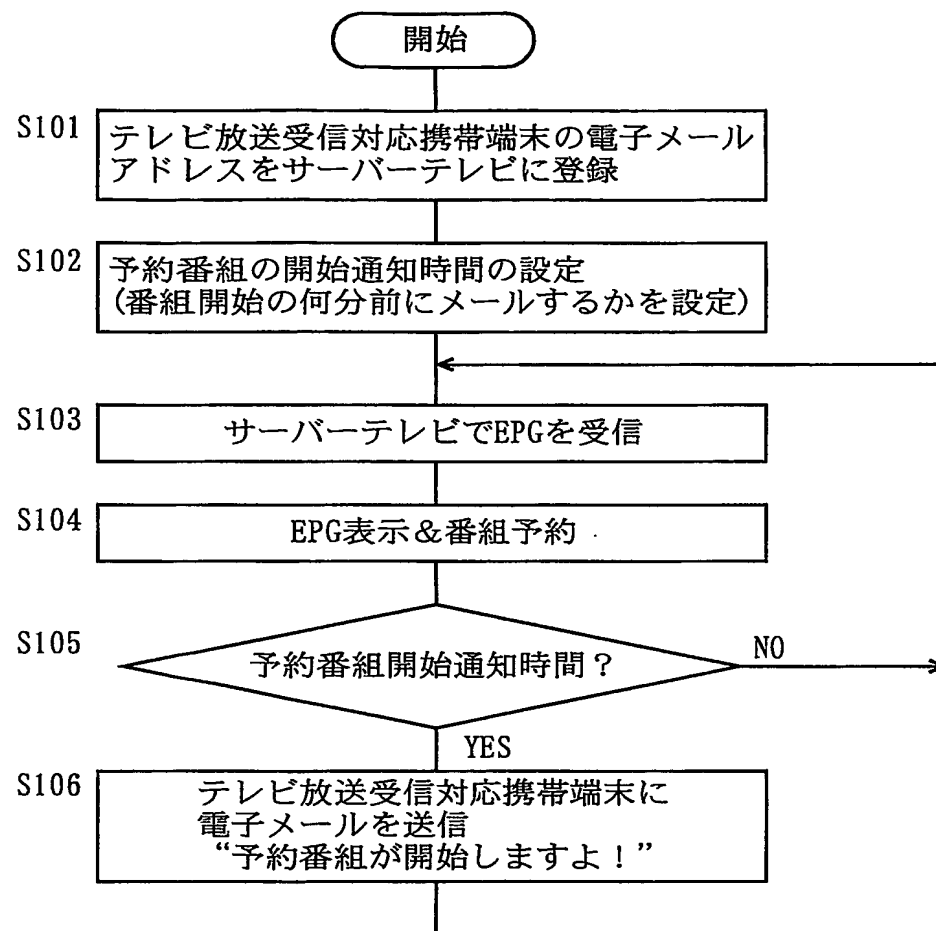 開始
S101
テレビ放送受信対応携帯端末の電子メール
アドレスをサーバーテレビに登録
S102
予約番組の開始通知時間の設定
(番組開始の何分前にメールするかを設定)
S103
サーバーテレビでEPGを受信
S104
EPG表示&番組予約
S105
予約番組開始通知時間?
NO
YES
S106
テレビ放送受信対応携帯端末に
電子メールを送信
“予約番組が開始しますよ!”